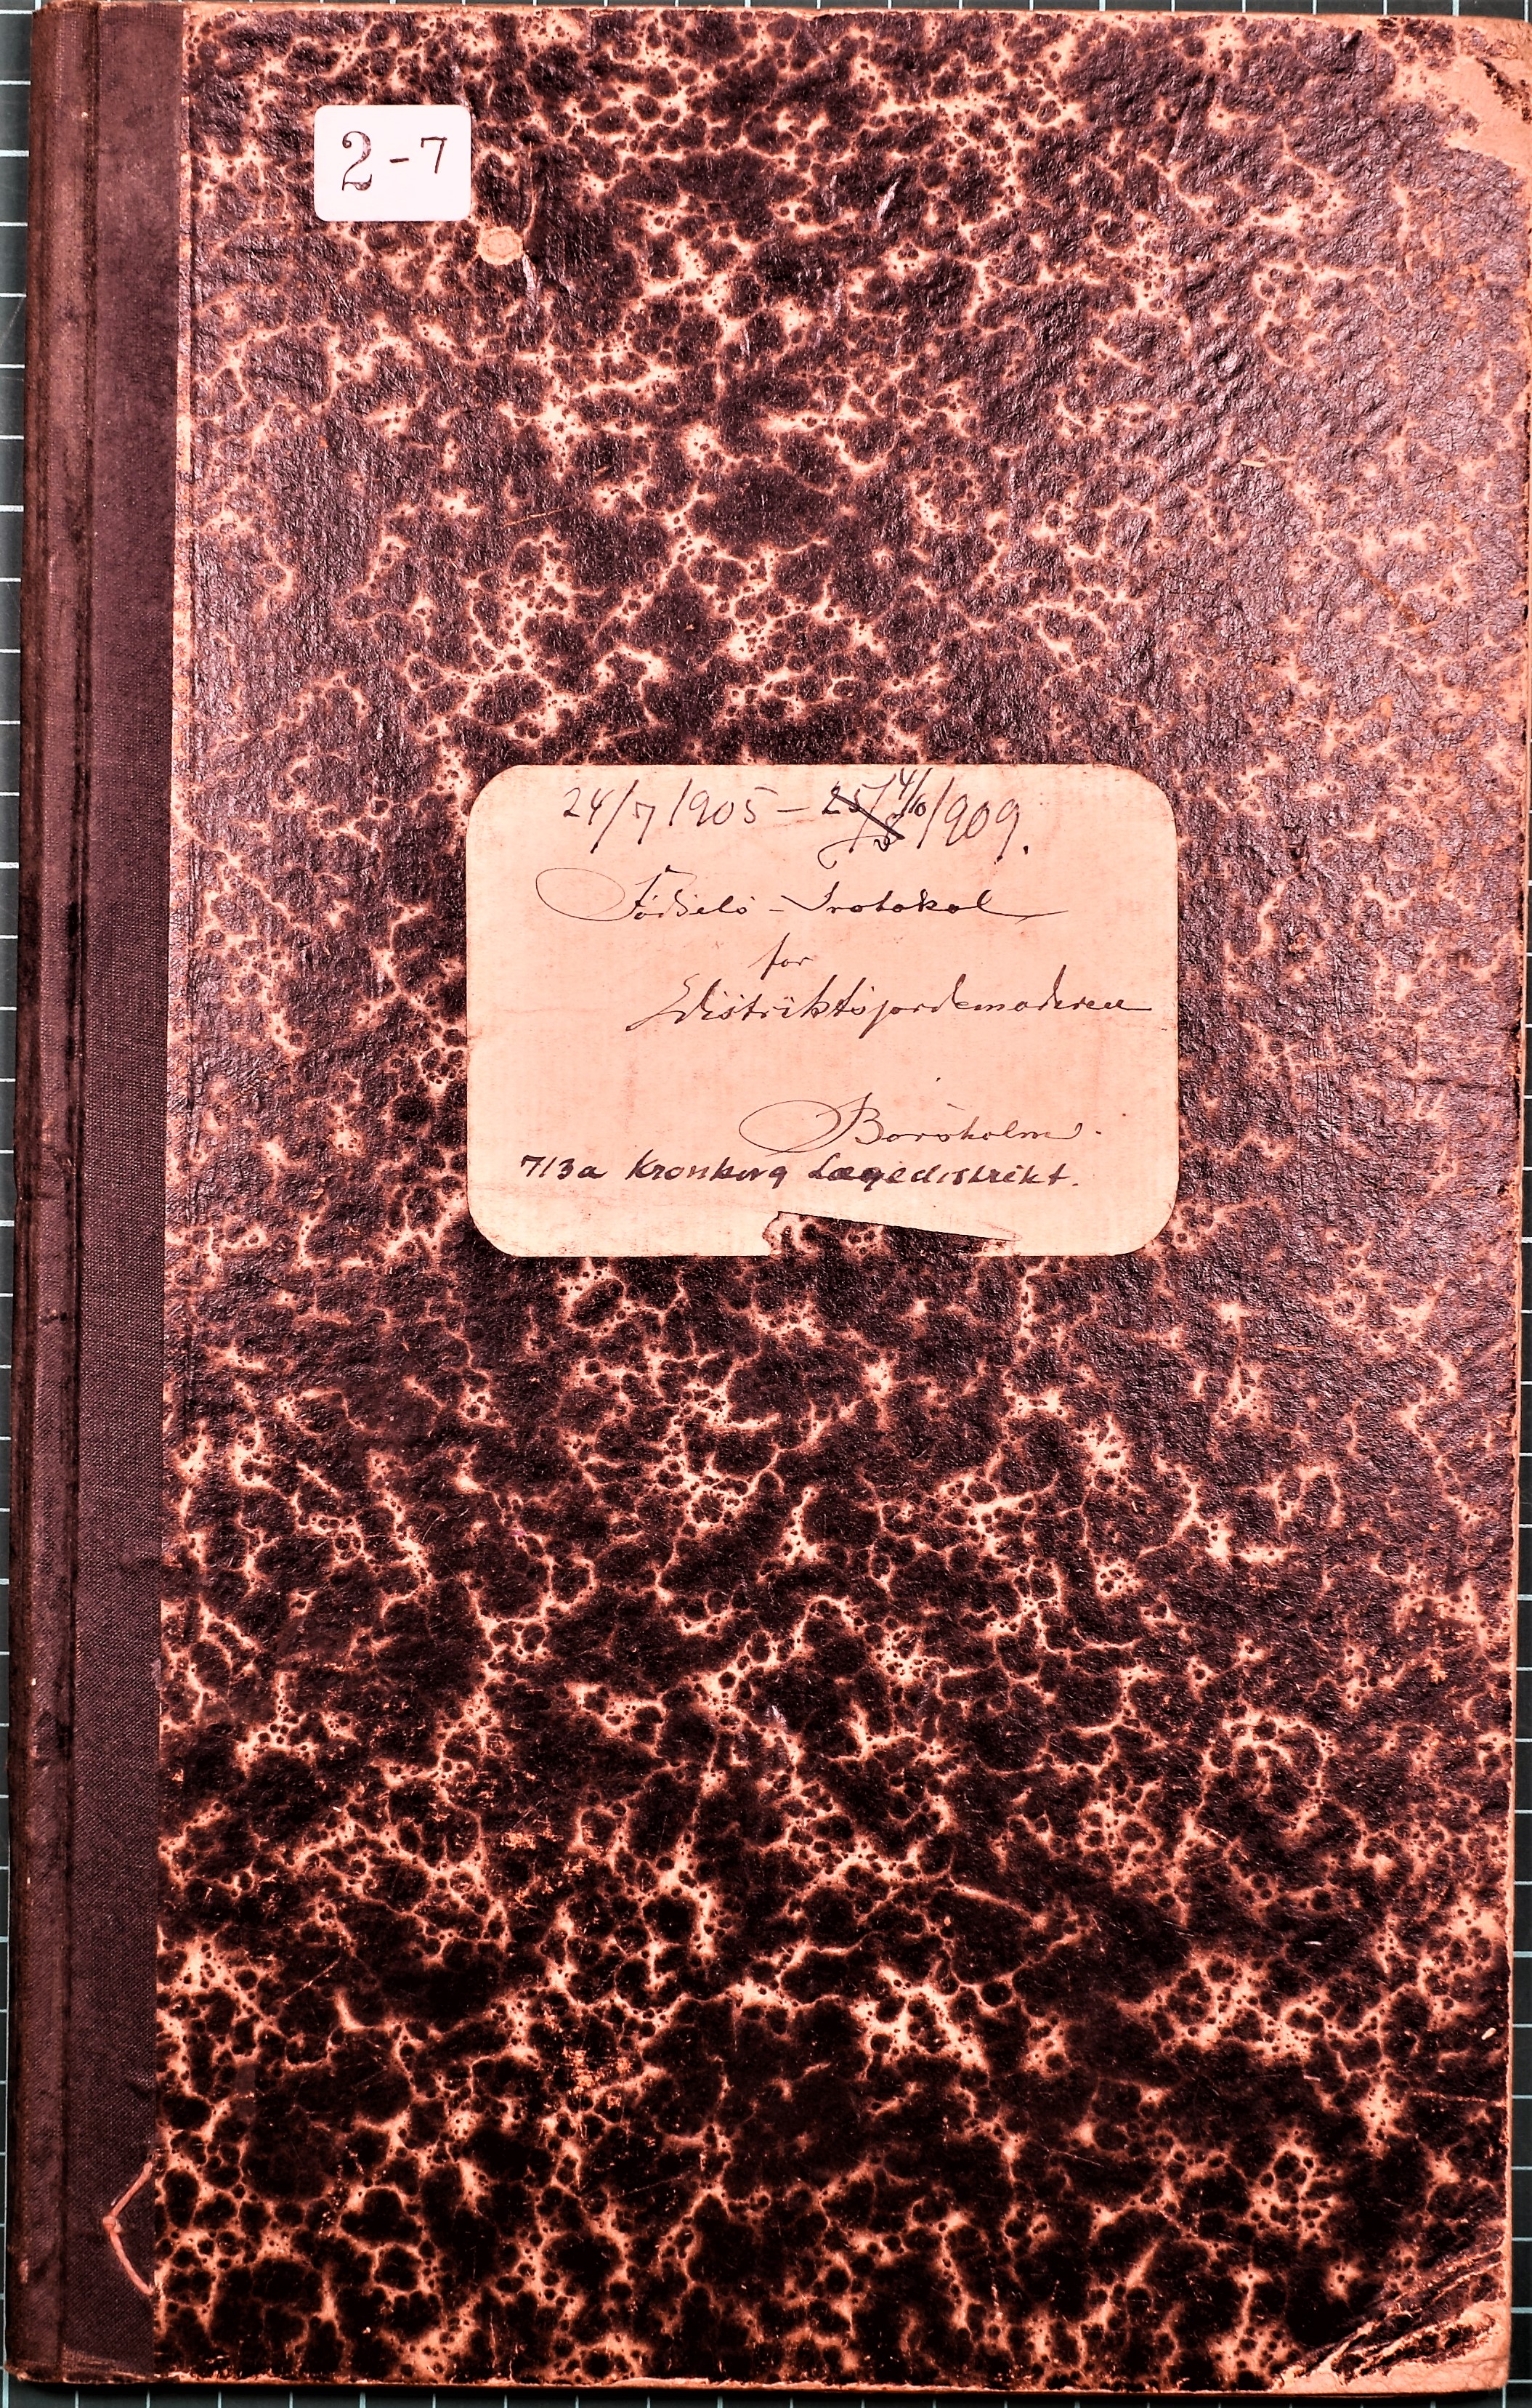 2-7
24/7 1905 - 4/10 1909.
Fødsels-Protokol
for
Distriktsjordemoderen
Borsholm.
713a Kronborg Lægedistrikt.